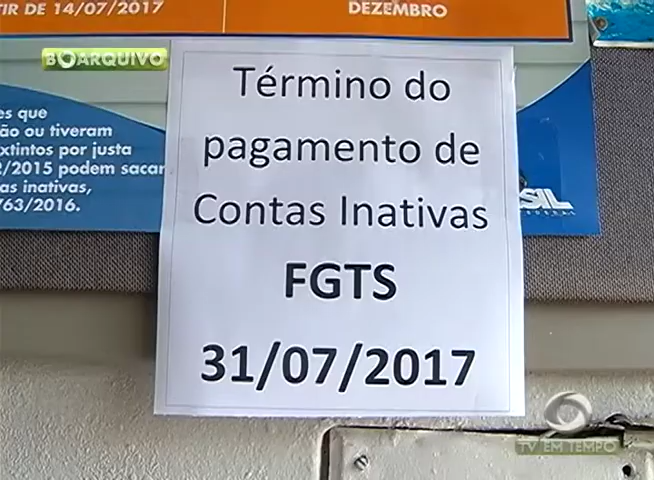 TIR DE 14/07/2017
DEZEMBRO
BOARQUIVO
es que
ão ou tiveram
xtintos por justa
2/2015 podem sacar
as inativas,
763/2016.
Término do
pagamento de
Contas Inativas
FGTS
31/07/2017
SIL
TV EM TEMPO